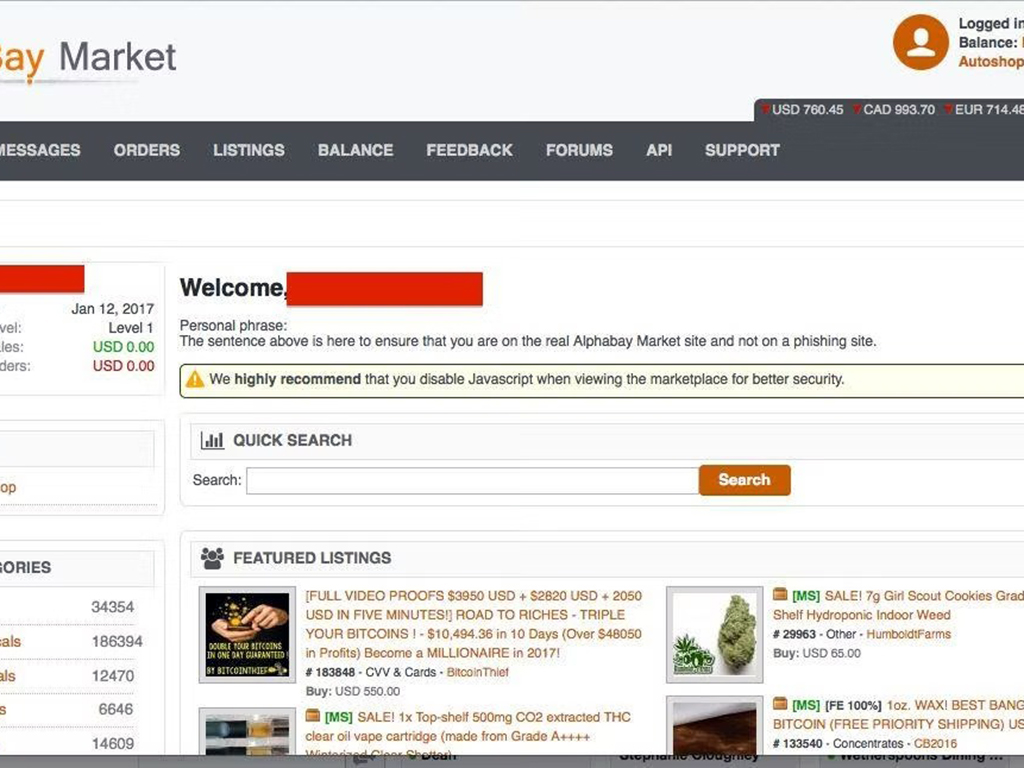 Bay Market
Logged in
Balance:
Autoshop
USD 760.45 CAD 993.70 EUR 714.48
MESSAGES ORDERS LISTINGS BALANCE FEEDBACK FORUMS API SUPPORT
Jan 12, 2017
vel: Level 1
les: USD 0.00
ders: USD 0.00
op
GORIES
34354
cals 186394
als 12470
s 6646
14609
Welcome,
Personal phrase:
The sentence above is here to ensure that you are on the real Alphabay Market site and not on a phishing site.
We highly recommend that you disable Javascript when viewing the marketplace for better security.
QUICK SEARCH
Search: Search
FEATURED LISTINGS
DOUBLE YOUR BITCOINS
IN ONE DAY GUARANTEED!
BY BITCOINTHIEF
[FULL VIDEO PROOFS $3950 USD + $2820 USD + 2050
USD IN FIVE MINUTES!] ROAD TO RICHES - TRIPLE
YOUR BITCOINS ! - $10,494.36 in 10 Days (Over $48050
in Profits) Become a MILLIONAIRE in 2017!
# 183848 - CVV & Cards - BitcoinThief
Buy: USD 550.00
[MS] SALE! 1x Top-shelf 500mg CO2 extracted THC
clear oil vape cartridge (made from Grade A++++
Winterized Clear Shatter)
[MS] SALE! 7g Girl Scout Cookies Grad
Shelf Hydroponic Indoor Weed
# 29963 - Other - HumboldtFarms
Buy: USD 65.00
[MS] [FE 100%] 1oz. WAX! BEST BANG
BITCOIN (FREE PRIORITY SHIPPING) US
# 133540 - Concentrates - CB2016
Dean
Stephanie Cloughley
Wetherspoons Dining ...